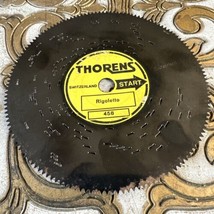 THORENS
SWITZERLAND START
Rigoletto
456